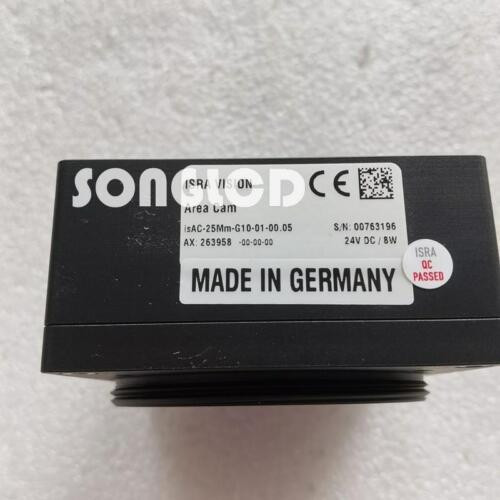 ISRA VISION
SONGLCD
Area Cam
isAC-25Mm-G10-01-00.05
S/N: 00763196
AX: 263958 -00-00-00
24V DC / 8W
CE
MADE IN GERMANY
ISRA
QC
PASSED